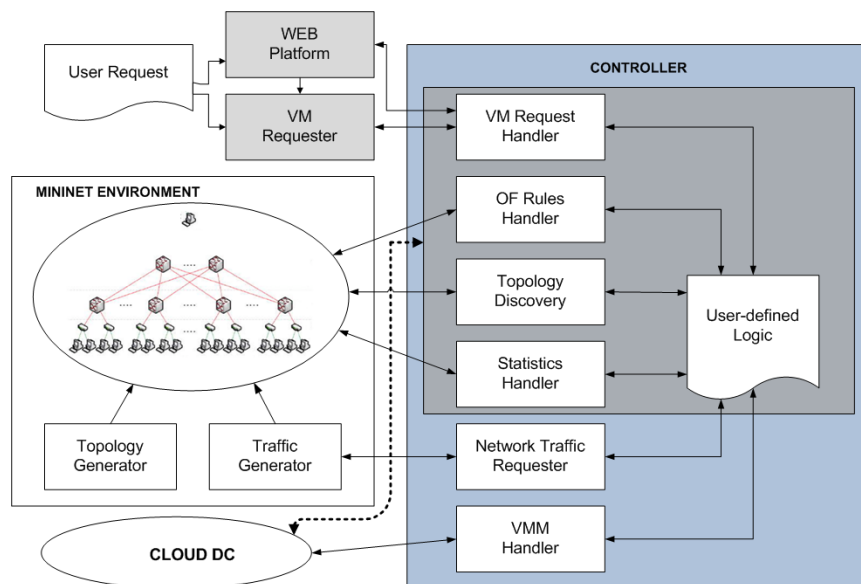 User Request
WEB
Platform
VM
Requester
CONTROLLER
VM Request
Handler
OF Rules
Handler
Topology
Discovery
Statistics
Handler
User-defined
Logic
Network Traffic
Requester
VMM
Handler
MININET ENVIRONMENT
....
....
....
....
....
Topology
Generator
Traffic
Generator
CLOUD DC